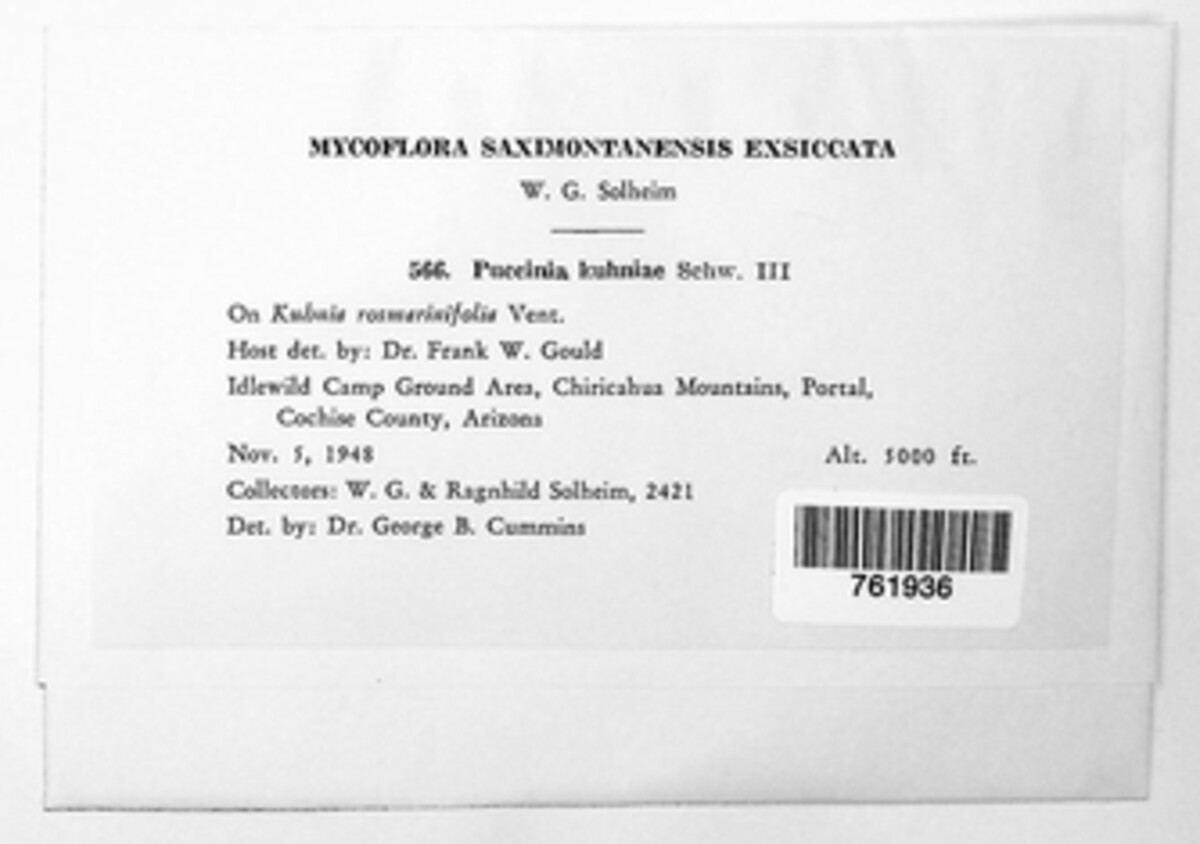 MYCOFLORA SAXIMONTANENSIS EXSICCATA
W. G. Solheim
566. Puccinia kuhniae Schw. III
On Kuhnia rosmarinifolia Vent.
Host det. by: Dr. Frank W. Gould
Idlewild Camp Ground Area, Chiricahua Mountains, Portal,
Cochise County, Arizona
Nov. 5, 1948 Alt. 5000 ft.
Collectors: W. G. & Ragnhild Solheim, 2421
Det. by: Dr. George B. Cummins
761936